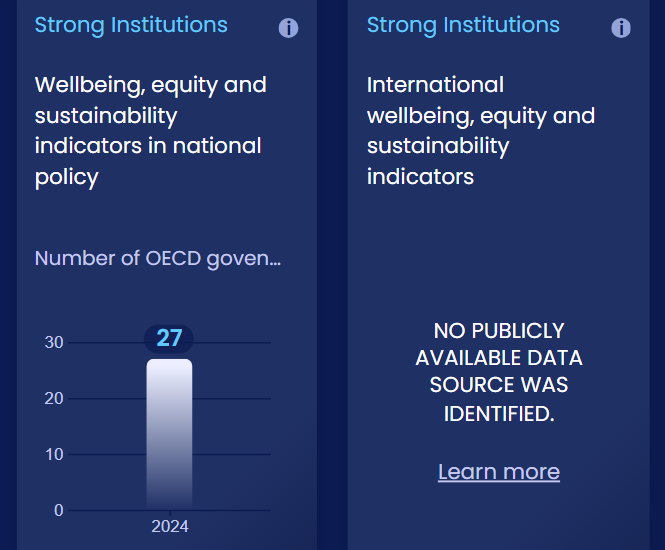 Strong Institutions
Wellbeing, equity and
sustainability
indicators in national
policy
Number of OECD goven...
30
27
20
10
0
2024
Strong Institutions
International
wellbeing, equity and
sustainability
indicators
NO PUBLICLY
AVAILABLE DATA
SOURCE WAS
IDENTIFIED.
Learn more